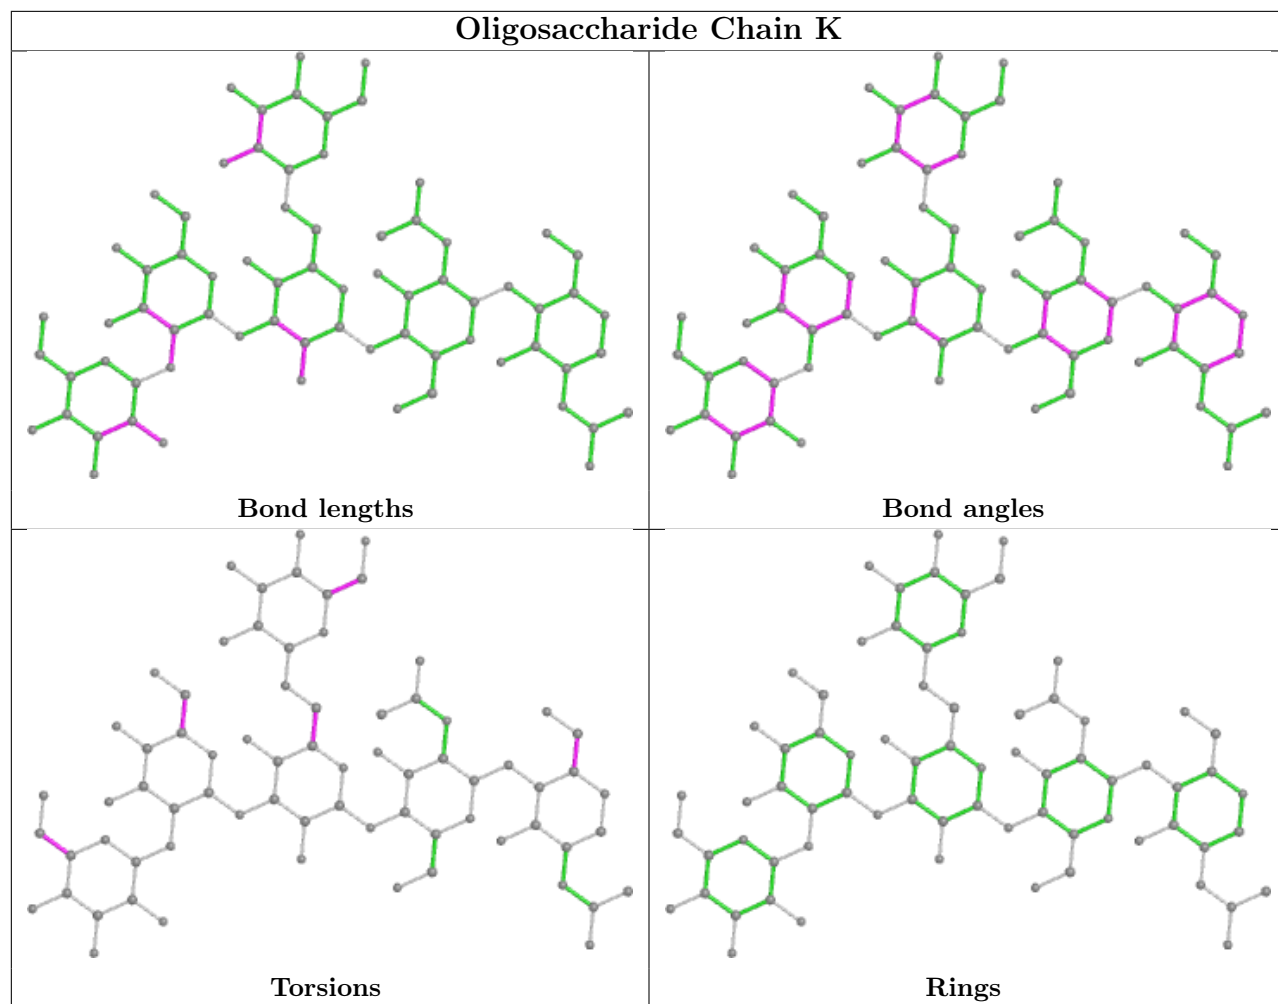 Oligosaccharide Chain K
Bond lengths
Bond angles
Torsions
Rings